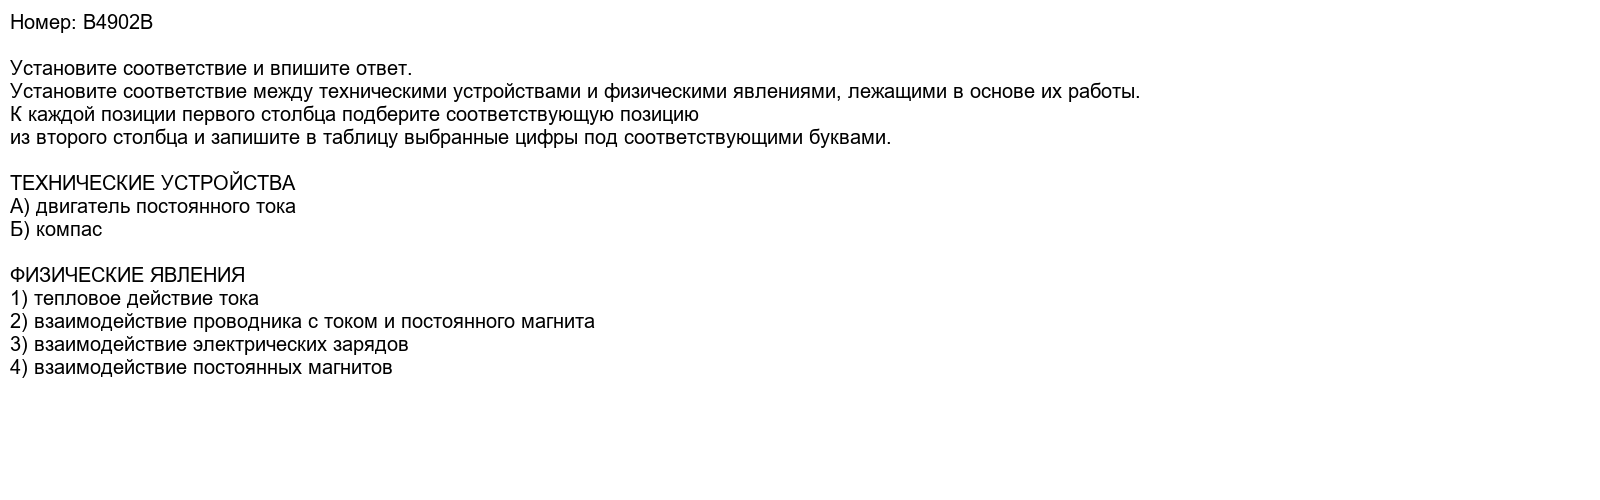 Номер: B4902B
Установите соответствие и впишите ответ.
Установите соответствие между техническими устройствами и физическими явлениями, лежащими в основе их работы.
К каждой позиции первого столбца подберите соответствующую позицию
из второго столбца и запишите в таблицу выбранные цифры под соответствующими буквами.
ТЕХНИЧЕСКИЕ УСТРОЙСТВА
А) двигатель постоянного тока
Б) компас
ФИЗИЧЕСКИЕ ЯВЛЕНИЯ
1) тепловое действие тока
2) взаимодействие проводника с током и постоянного магнита
3) взаимодействие электрических зарядов
4) взаимодействие постоянных магнитов